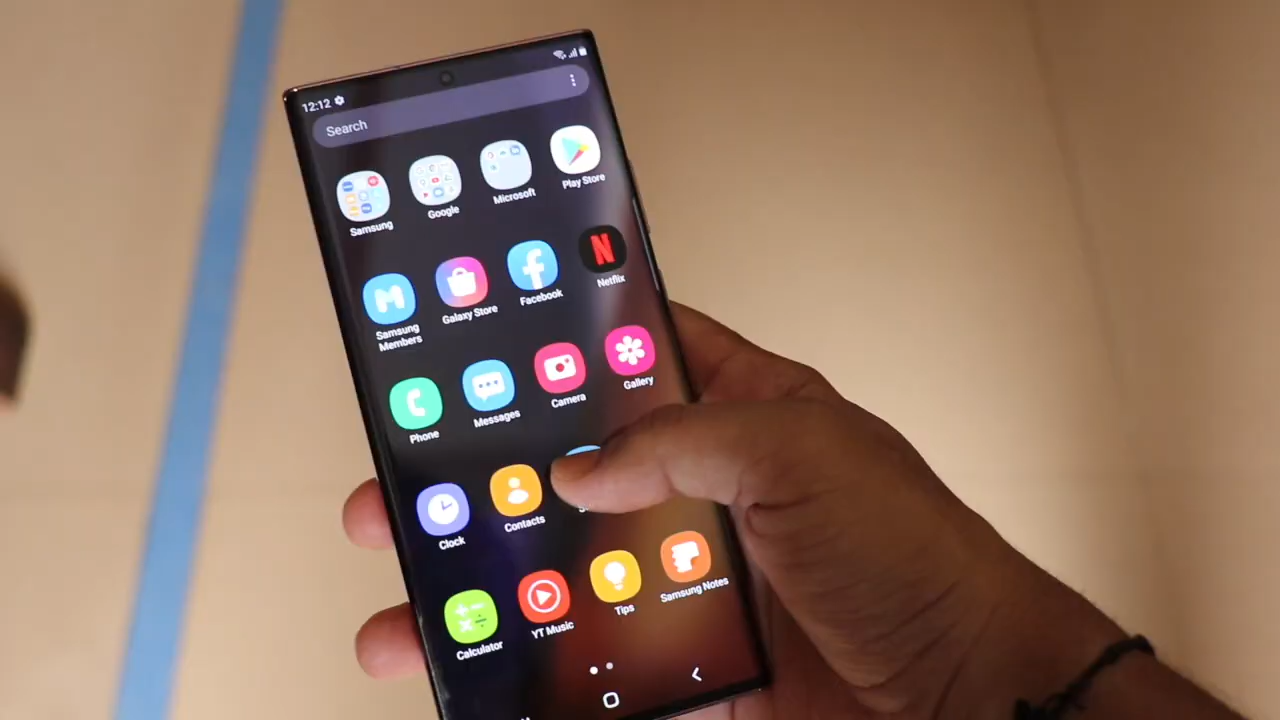 12:12
Search
Samsung
Google
Microsoft
Play Store
Samsung
Members
Galaxy Store
Facebook
N
Netflix
Phone
Messages
Camera
Gallery
Clock
Contacts
Calculator
YT Music
Tips
Samsung Notes